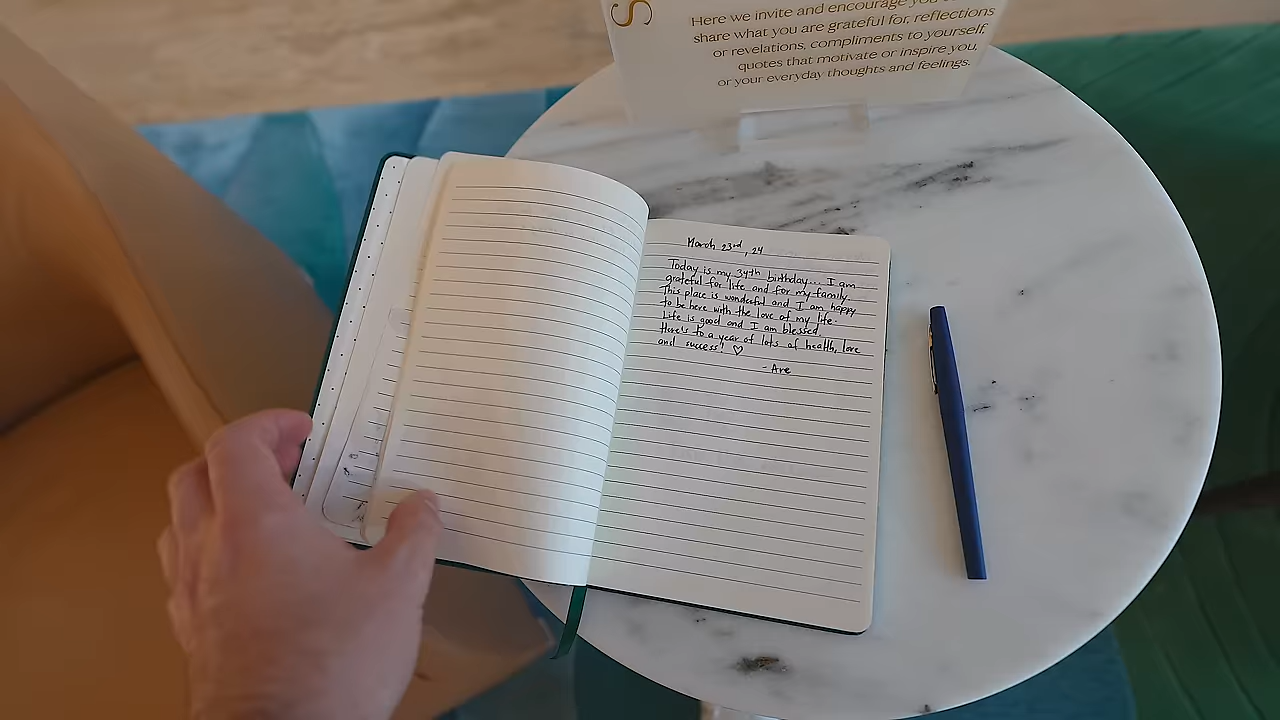 S
Here we invite and encourage you
share what you are grateful for, reflections
or revelations, compliments to yourself,
quotes that motivate or inspire you,
or your everyday thoughts and feelings.
March 23rd, 24
Today is my 34th birthday... I am
grateful for life and for my family.
This place is wonderful and I am happy
to be here with the love of my life.
Life is good and I am blessed.
Here's to a year of lots of health, love
and success! ♡
- Are